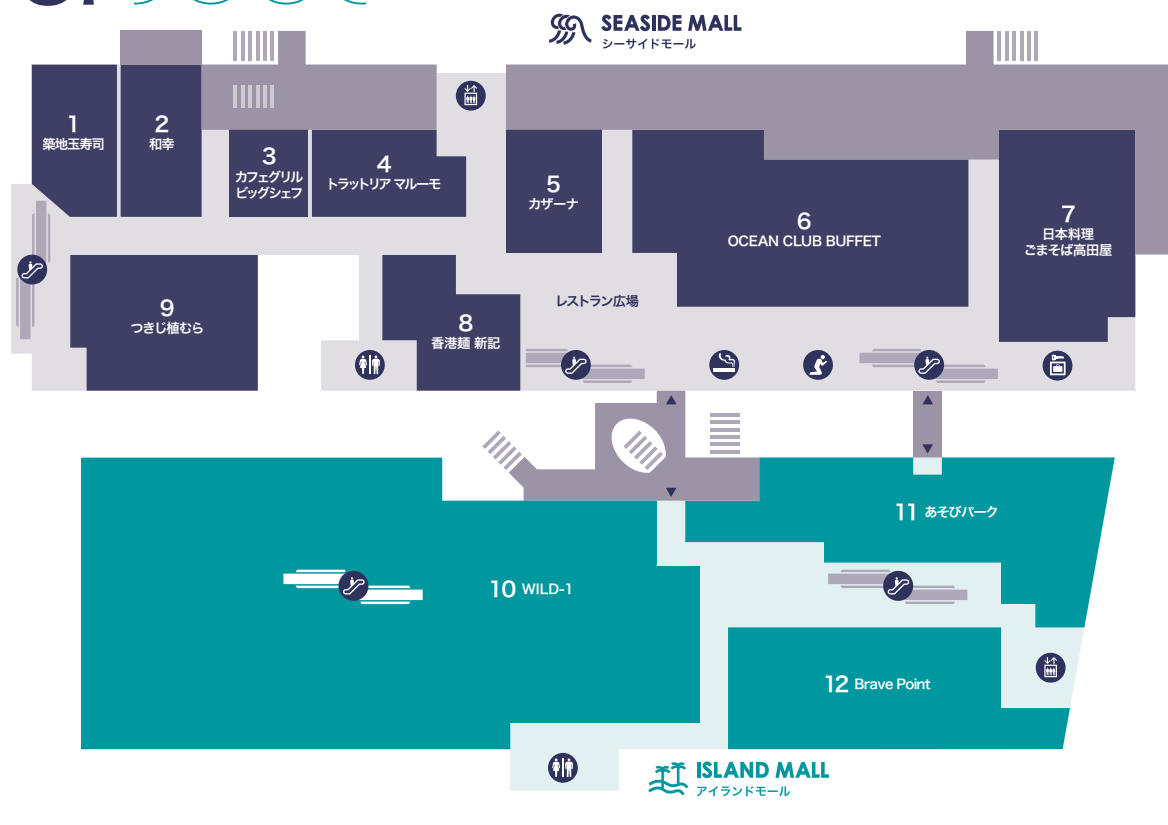 SEASIDE MALL
シーサイドモール
1
築地玉寿司
2
和幸
3
カフェグリル
ビッグシェフ
4
トラットリア マルーモ
5
カザーナ
6
OCEAN CLUB BUFFET
7
日本料理
ごまそば高田屋
9
つきじ植むら
8
香港麺 新記
レストラン広場
10 WILD-1
11 あそびパーク
12 Brave Point
ISLAND MALL
アイランドモール